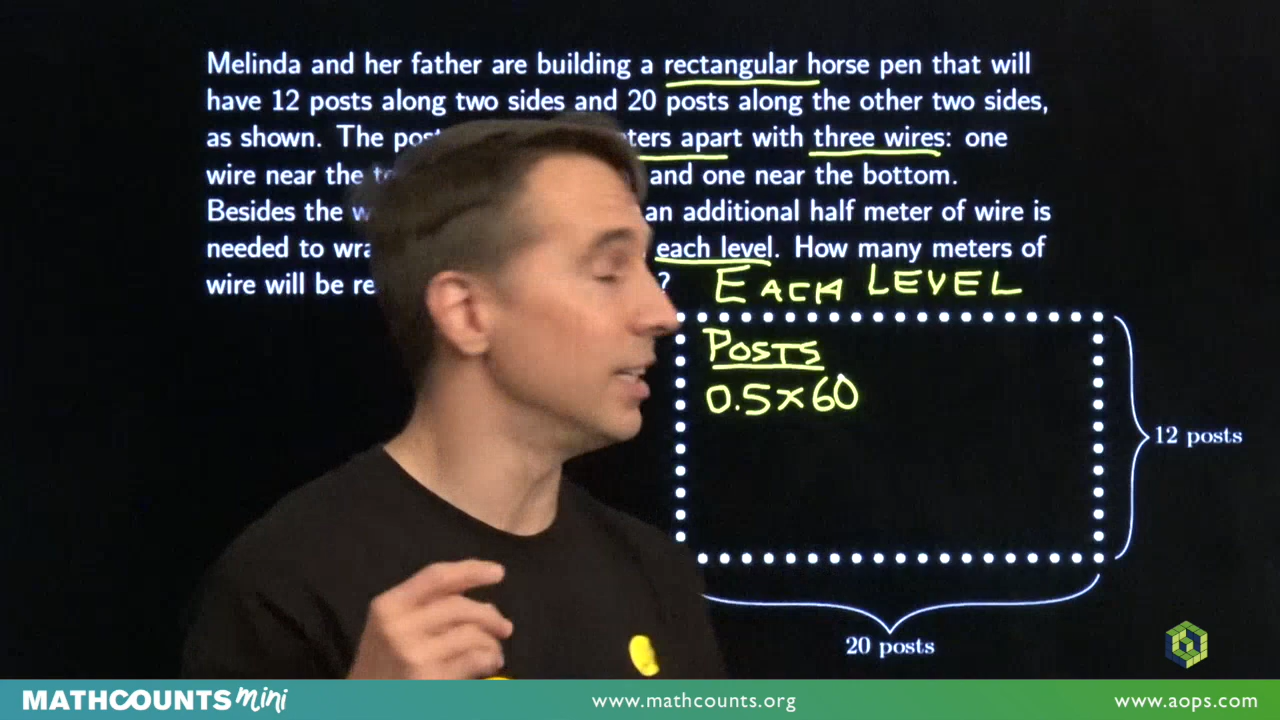 Melinda and her father are building a rectangular horse pen that will
have 12 posts along two sides and 20 posts along the other two sides,
as shown. The apart with three wires: one
wire near the and one near the bottom.
Besides the an additional half meter of wire is
needed to each level. How many meters of
wire will be ?
EACH LEVEL
POSTS
0.5×60
12 posts
20 posts
MATHCOUNTS mini
www.mathcounts.org
www.aops.com